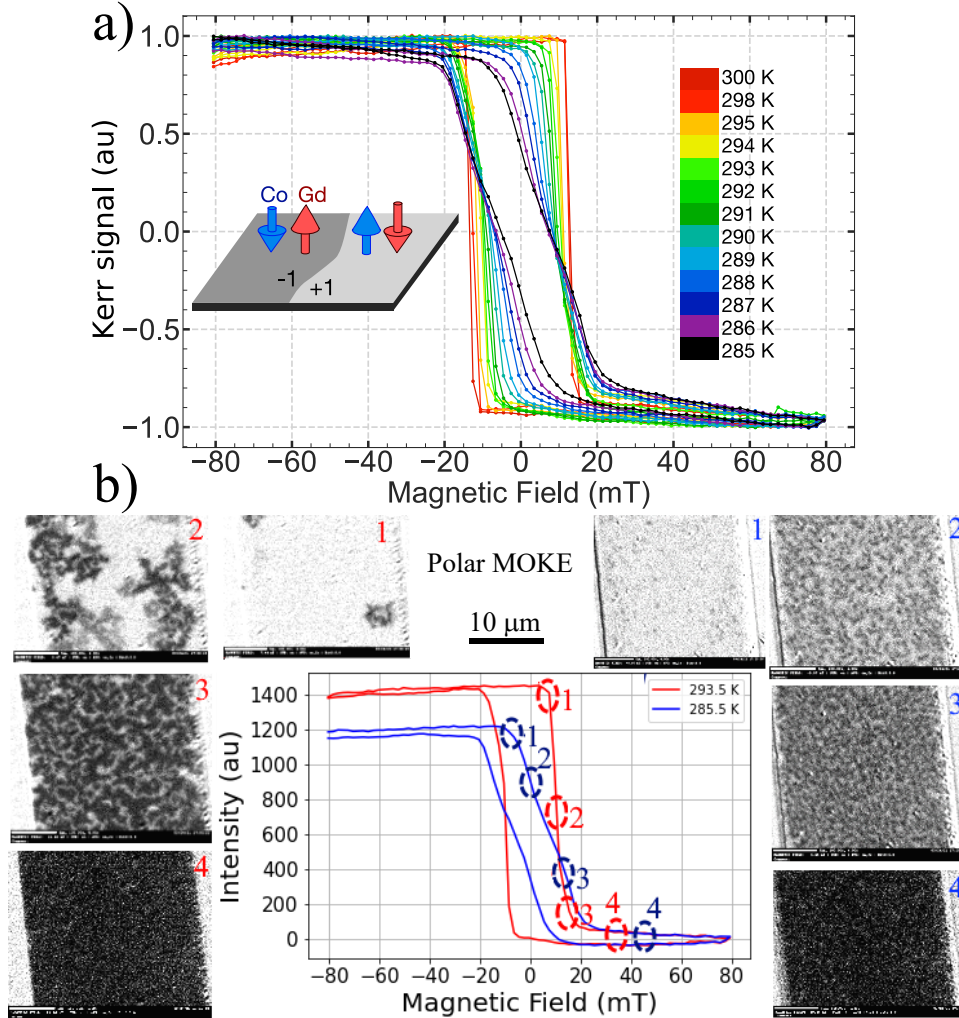 a)
Kerr signal (au)
1.0
0.5
0.0
−0.5
−1.0
Co Gd
-1
+1
300 K
298 K
295 K
294 K
293 K
292 K
291 K
290 K
289 K
288 K
287 K
286 K
285 K
−80 −60 −40 −20 0 20 40 60 80
Magnetic Field (mT)
b)
2
1
Polar MOKE
10 μm
1
2
3
4
3
4
Intensity (au)
1400
1200
1000
800
600
400
200
0
293.5 K
285.5 K
1
1
2
2
3
3
4
4
−80 −60 −40 −20 0 20 40 60 80
Magnetic Field (mT)